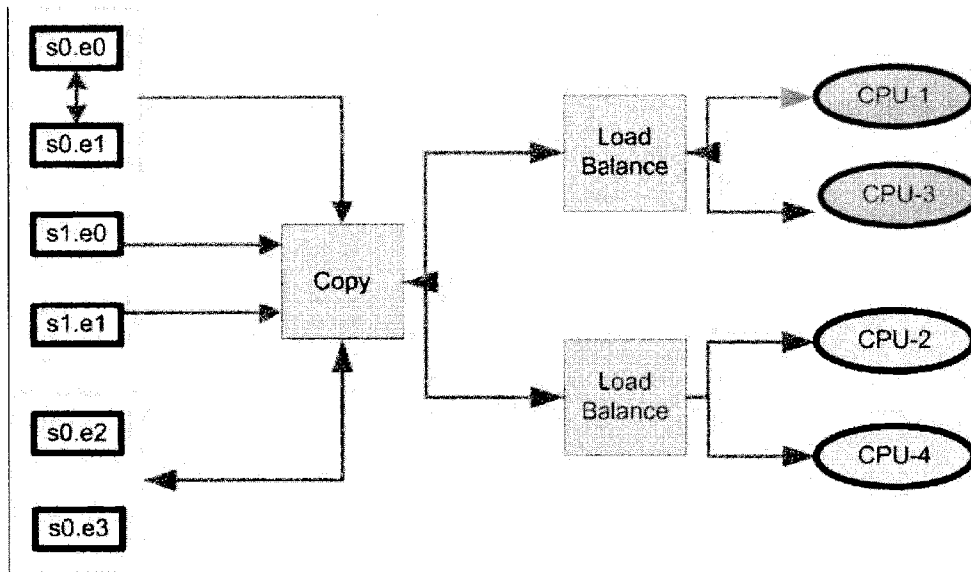 s0.e0
s0.e1
s1.e0
s1.e1
s0.e2
s0.e3
Copy
Load
Balance
Load
Balance
CPU-1
CPU-3
CPU-2
CPU-4